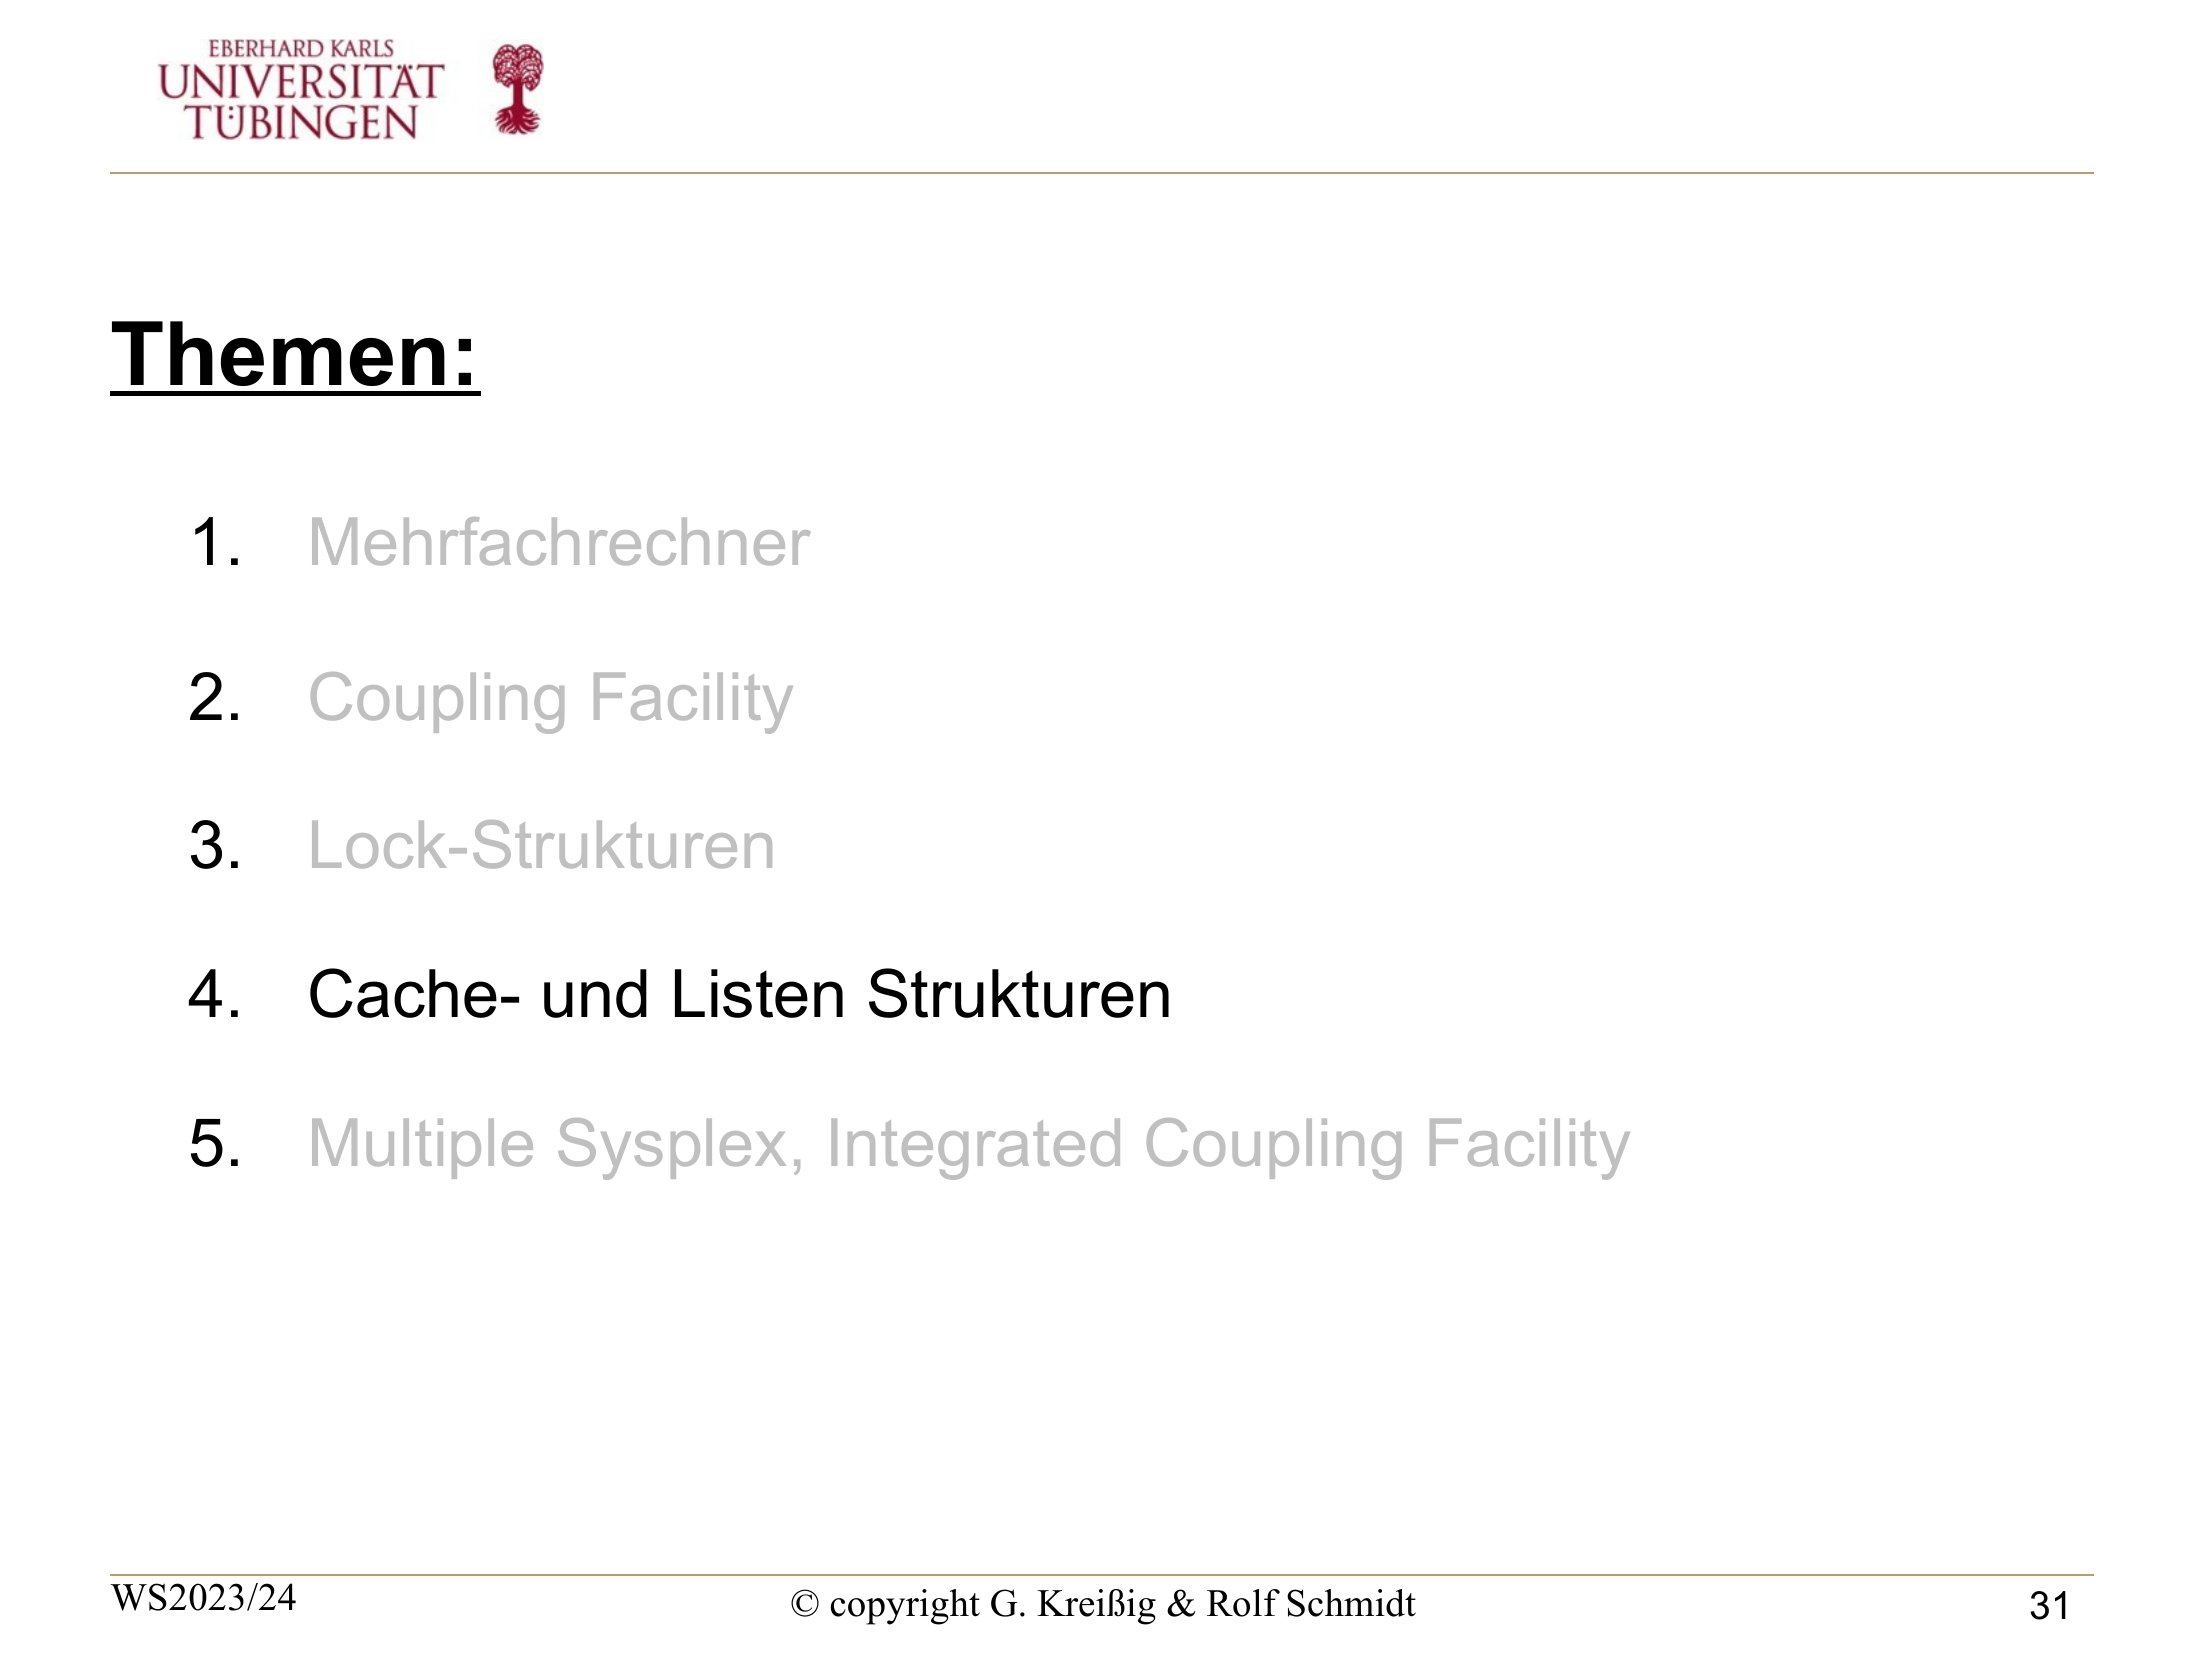 EBERHARD KARLS
UNIVERSITÄT
TÜBINGEN
Themen:
1. Mehrfachrechner
2. Coupling Facility
3. Lock-Strukturen
4. Cache- und Listen Strukturen
5. Multiple Sysplex, Integrated Coupling Facility
WS2023/24
© copyright G. Kreißig & Rolf Schmidt
31